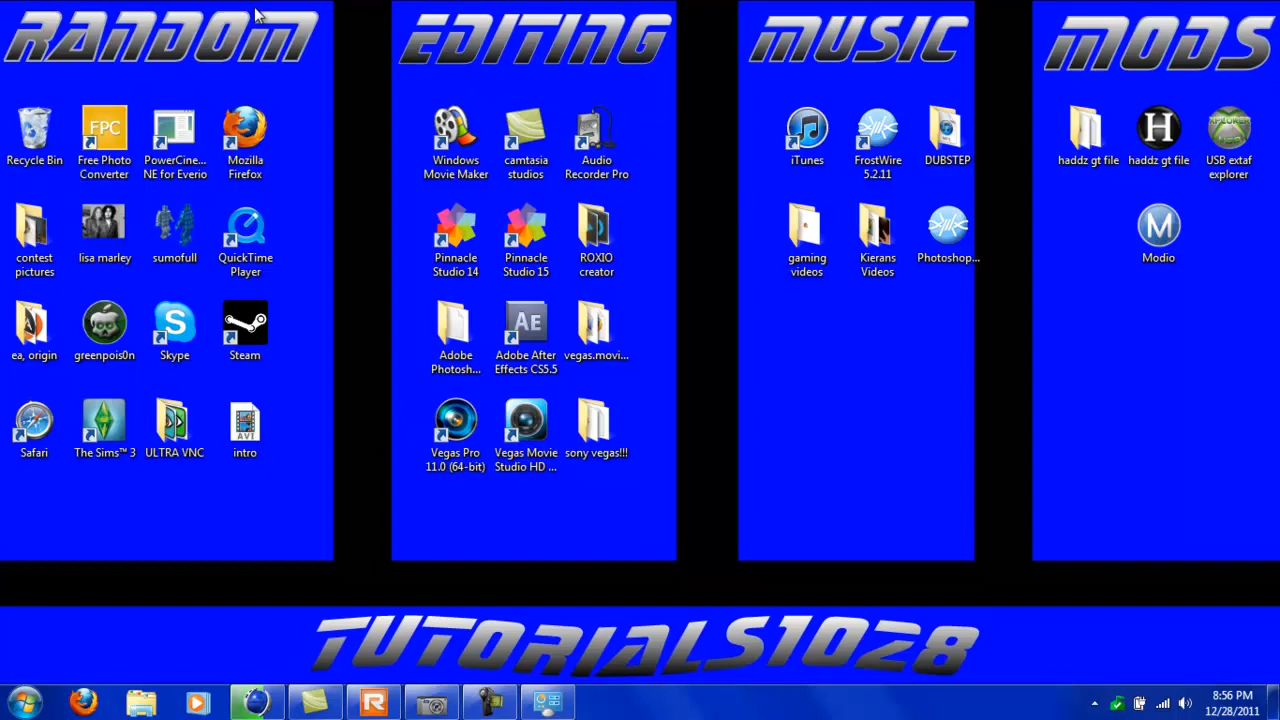 RANDOM
EDITING
MUSIC
MODS
Recycle Bin
FPC
Free Photo
Converter
PowerCine...
NE for Everio
Mozilla
Firefox
Windows
Movie Maker
camtasia
studios
Audio
Recorder Pro
iTunes
FrostWire
5.2.11
DUBSTEP
haddz gt file
H
haddz gt file
USB extaf
explorer
contest
pictures
lisa marley
sumofull
QuickTime
Player
Pinnacle
Studio 14
Pinnacle
Studio 15
ROXIO
creator
gaming
videos
Kierans
Videos
Photoshop...
M
Modio
ea, origin
greenpois0n
S
Skype
Steam
Adobe
Photosh...
AE
Adobe After
Effects CS5.5
vegas.movi...
Safari
The Sims™ 3
ULTRA VNC
AVI
intro
Vegas Pro
11.0 (64-bit)
Vegas Movie
Studio HD ...
sony vegas!!!
TUTORIALS1028
R
8:56 PM
12/28/2011